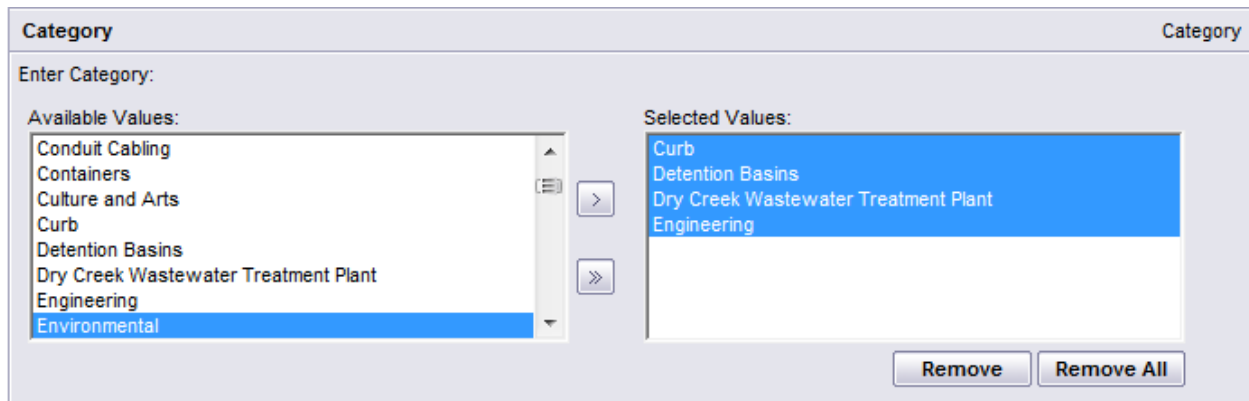 Category Category
Enter Category:
Available Values:
Conduit Cabling
Containers
Culture and Arts
Curb
Detention Basins
Dry Creek Wastewater Treatment Plant
Engineering
Environmental
>
»
Selected Values:
Curb
Detention Basins
Dry Creek Wastewater Treatment Plant
Engineering
Remove Remove All